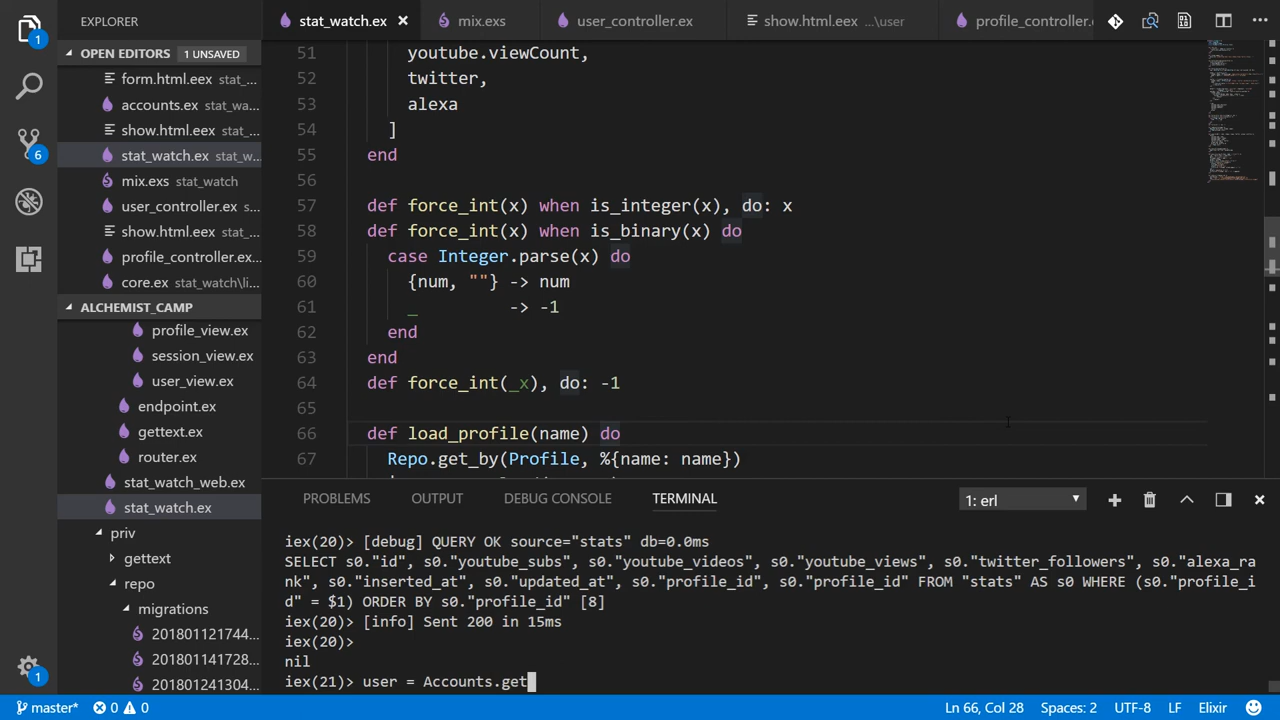 EXPLORER
stat_watch.ex
mix.exs
user_controller.ex
show.html.eex ...\user
profile_controller.
1
OPEN EDITORS 1 UNSAVED
form.html.eex stat_...
accounts.ex stat_wa...
show.html.eex stat_...
stat_watch.ex stat_w...
mix.exs stat_watch
user_controller.ex st...
show.html.eex stat_...
profile_controller.ex...
core.ex stat_watch\li...
6
ALCHEMIST_CAMP
profile_view.ex
session_view.ex
user_view.ex
endpoint.ex
gettext.ex
router.ex
stat_watch_web.ex
stat_watch.ex
priv
gettext
repo
migrations
201801121744...
201801141728...
201801241304...
1
51 youtube.viewCount,
52 twitter,
53 alexa
54 ]
55 end
56
57 def force_int(x) when is_integer(x), do: x
58 def force_int(x) when is_binary(x) do
59 case Integer.parse(x) do
60 {num, ""} -> num
61 _ -> -1
62 end
63 end
64 def force_int(_x), do: -1
65
66 def load_profile(name) do
67 Repo.get_by(Profile, %{name: name})
PROBLEMS OUTPUT DEBUG CONSOLE TERMINAL 1: erl
iex(20)> [debug] QUERY OK source="stats" db=0.0ms
SELECT s0."id", s0."youtube_subs", s0."youtube_videos", s0."youtube_views", s0."twitter_followers", s0."alexa_ra
nk", s0."inserted_at", s0."updated_at", s0."profile_id", s0."profile_id" FROM "stats" AS s0 WHERE (s0."profile_i
d" = $1) ORDER BY s0."profile_id" [8]
iex(20)> [info] Sent 200 in 15ms
iex(20)>
nil
iex(21)> user = Accounts.get
master* 0 0 Ln 66, Col 28 Spaces: 2 UTF-8 LF Elixir